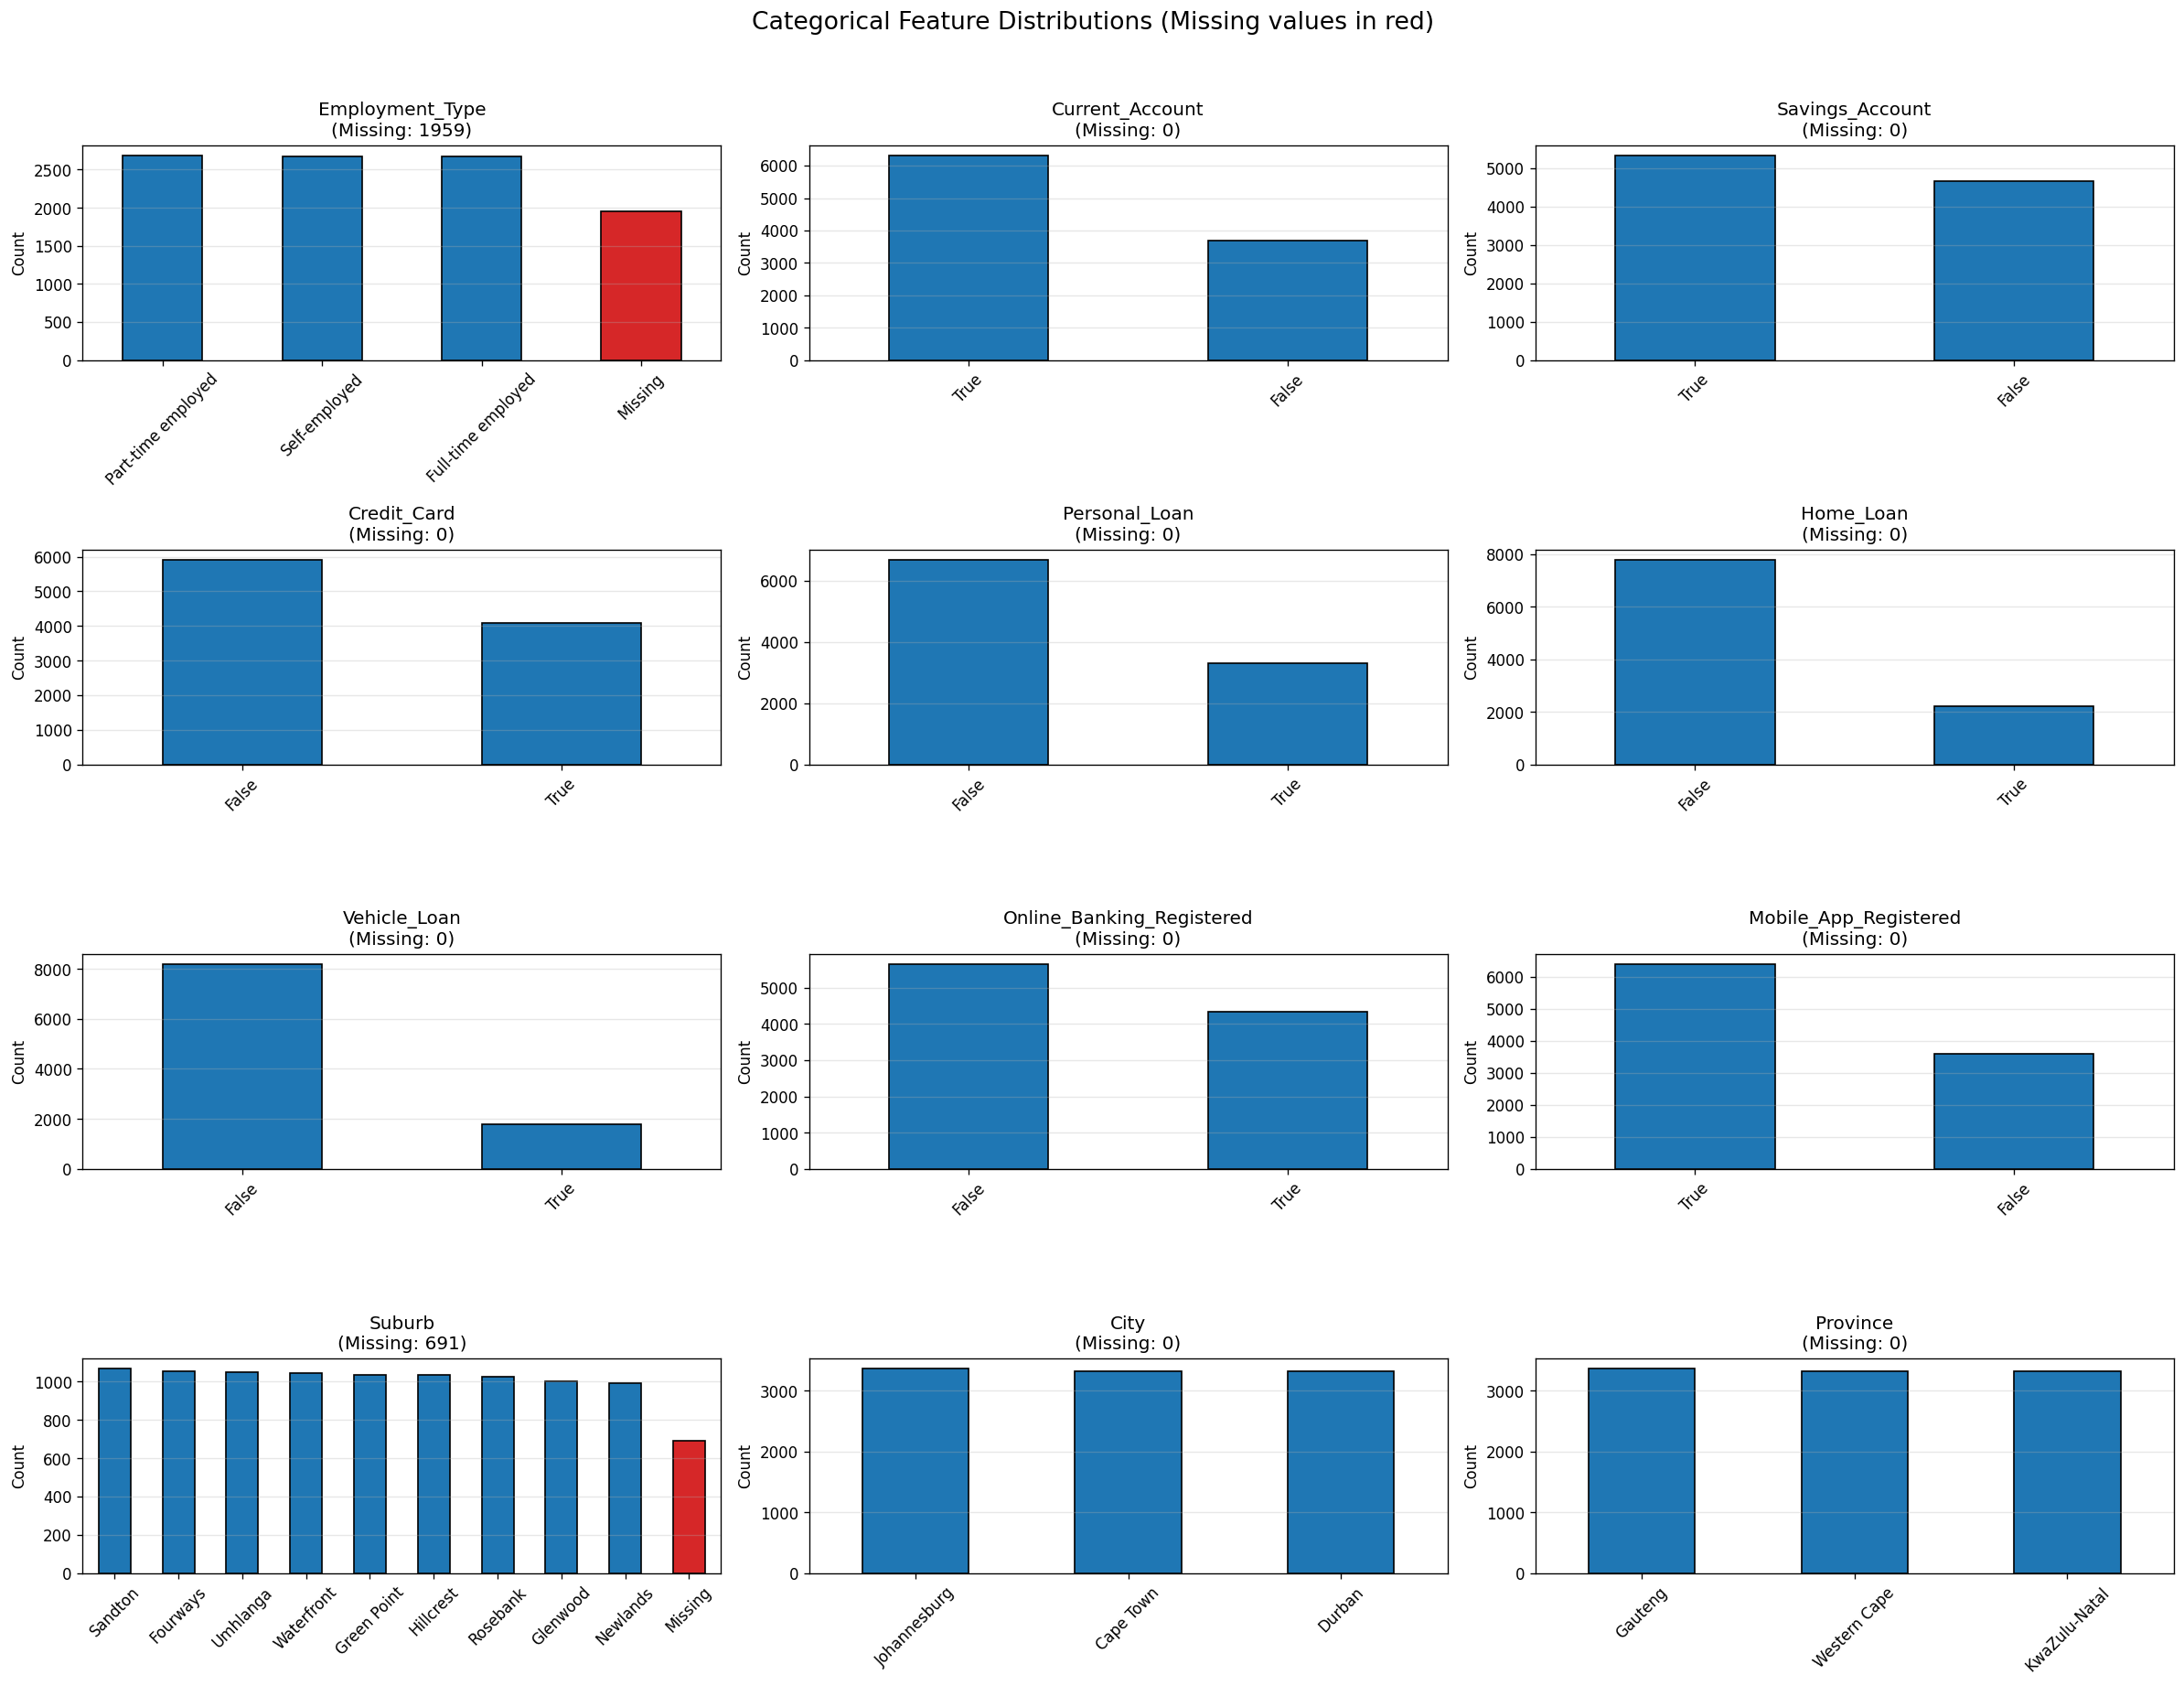 Categorical Feature Distributions (Missing values in red)
Employment_Type
(Missing: 1959)
Count
2500
2000
1500
1000
500
0
Part-time employed
Self-employed
Full-time employed
Missing
Current_Account
(Missing: 0)
Count
6000
5000
4000
3000
2000
1000
0
True
False
Savings_Account
(Missing: 0)
Count
5000
4000
3000
2000
1000
0
True
False
Credit_Card
(Missing: 0)
Count
6000
5000
4000
3000
2000
1000
0
False
True
Personal_Loan
(Missing: 0)
Count
6000
4000
2000
0
False
True
Home_Loan
(Missing: 0)
Count
8000
6000
4000
2000
0
False
True
Vehicle_Loan
(Missing: 0)
Count
8000
6000
4000
2000
0
False
True
Online_Banking_Registered
(Missing: 0)
Count
5000
4000
3000
2000
1000
0
False
True
Mobile_App_Registered
(Missing: 0)
Count
6000
5000
4000
3000
2000
1000
0
True
False
Suburb
(Missing: 691)
Count
1000
800
600
400
200
0
Sandton
Fourways
Umhlanga
Waterfront
Green Point
Hillcrest
Rosebank
Glenwood
Newlands
Missing
City
(Missing: 0)
Count
3000
2000
1000
0
Johannesburg
Cape Town
Durban
Province
(Missing: 0)
Count
3000
2000
1000
0
Gauteng
Western Cape
KwaZulu-Natal